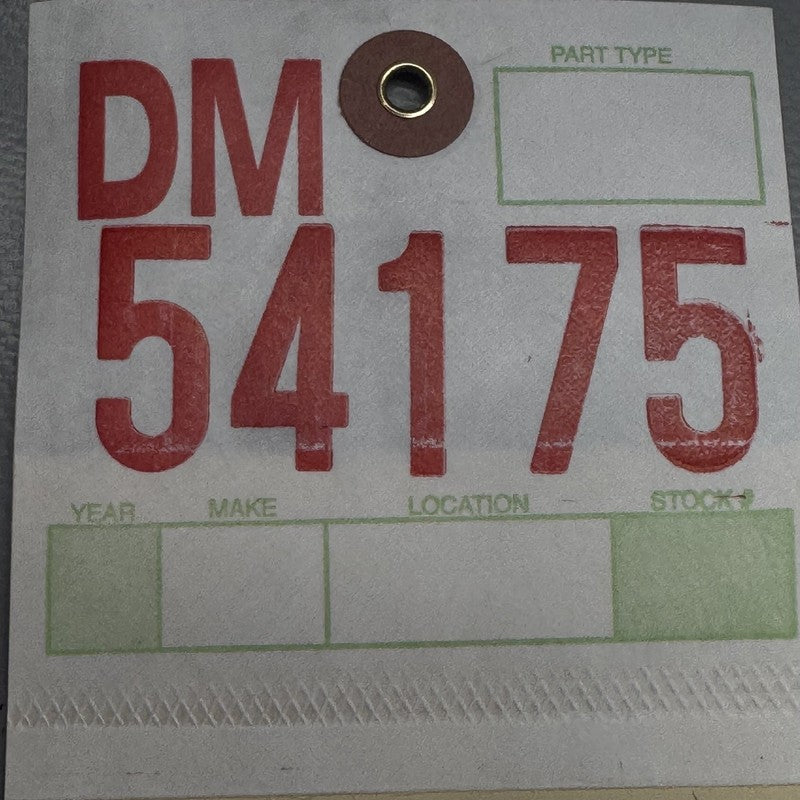 DM
PART TYPE
54175
YEAR MAKE LOCATION STOCK #